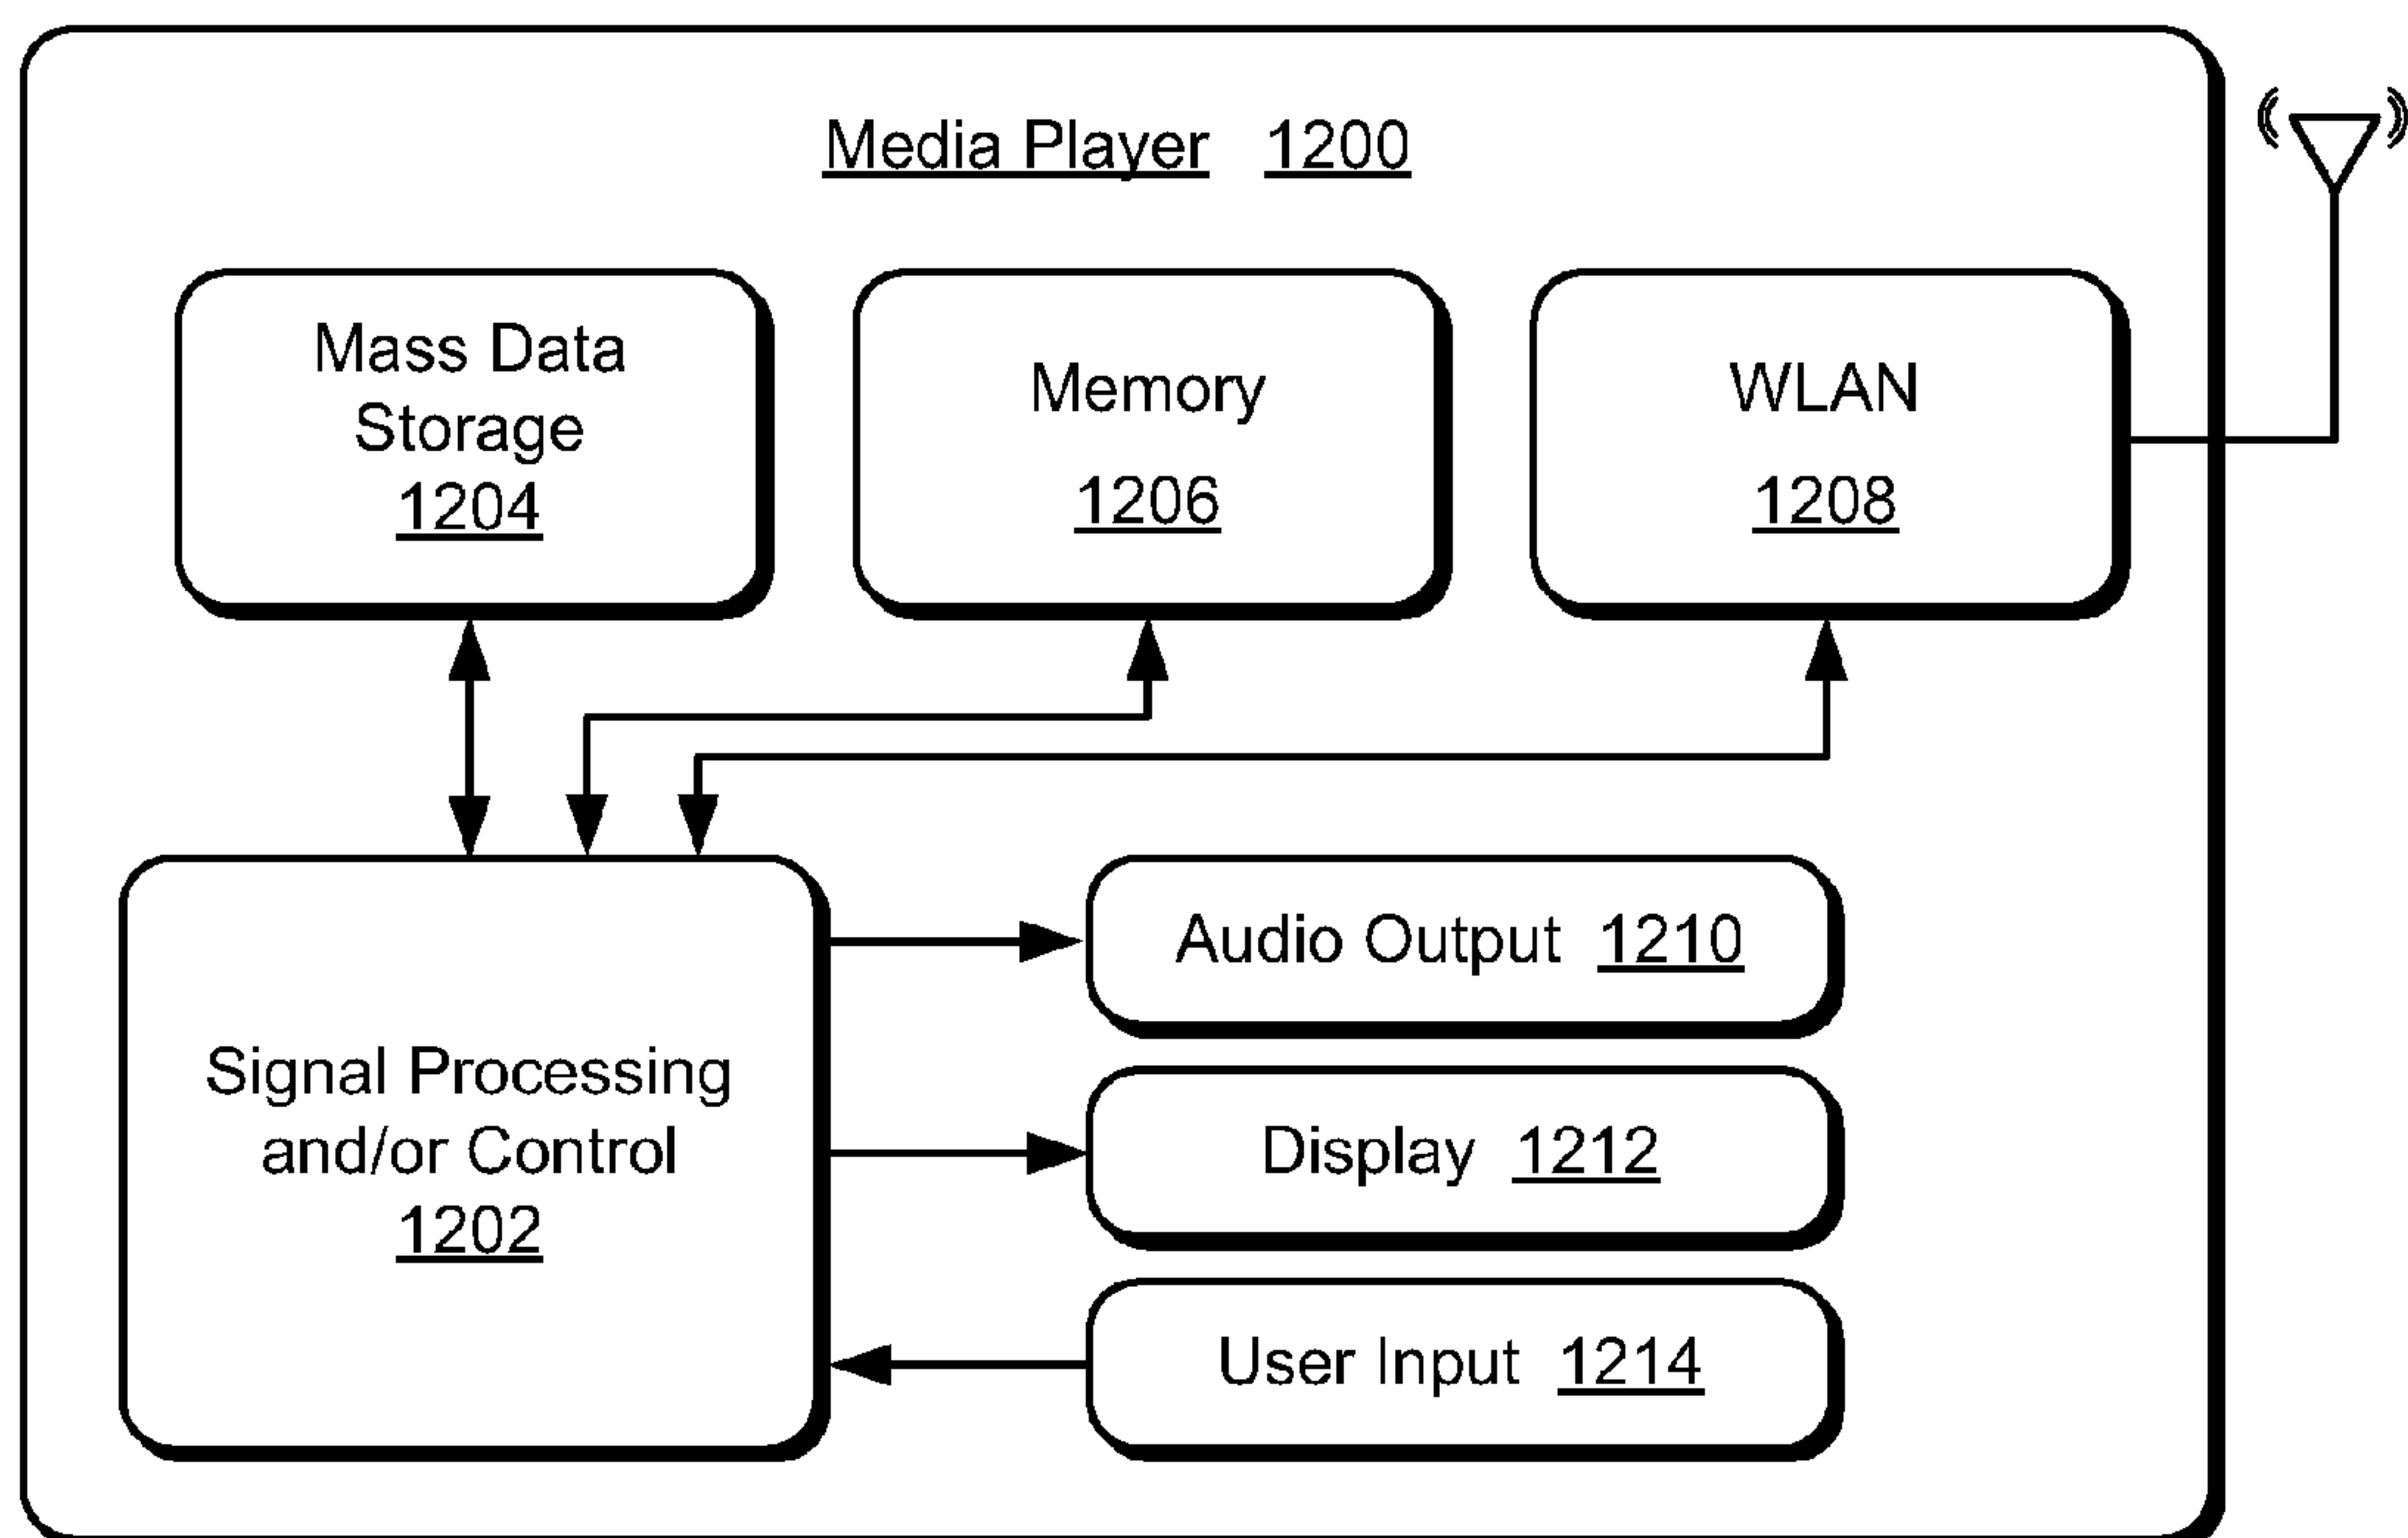 Media Player 1200
Mass Data
Storage
1204
Memory
1206
WLAN
1208
Signal Processing
and/or Control
1202
Audio Output 1210
Display 1212
User Input 1214